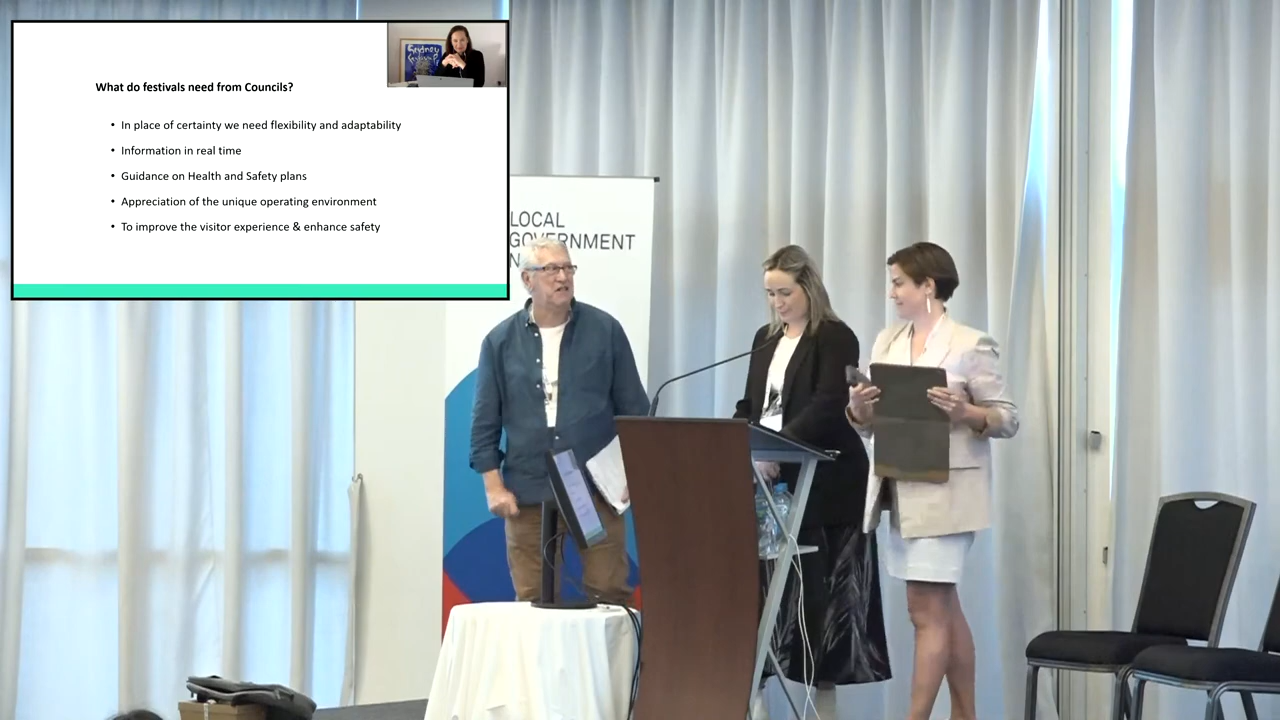 What do festivals need from Councils?
• In place of certainty we need flexibility and adaptability
• Information in real time
• Guidance on Health and Safety plans
• Appreciation of the unique operating environment
• To improve the visitor experience & enhance safety
Sydney
LOCAL
GOVERNMENT
N